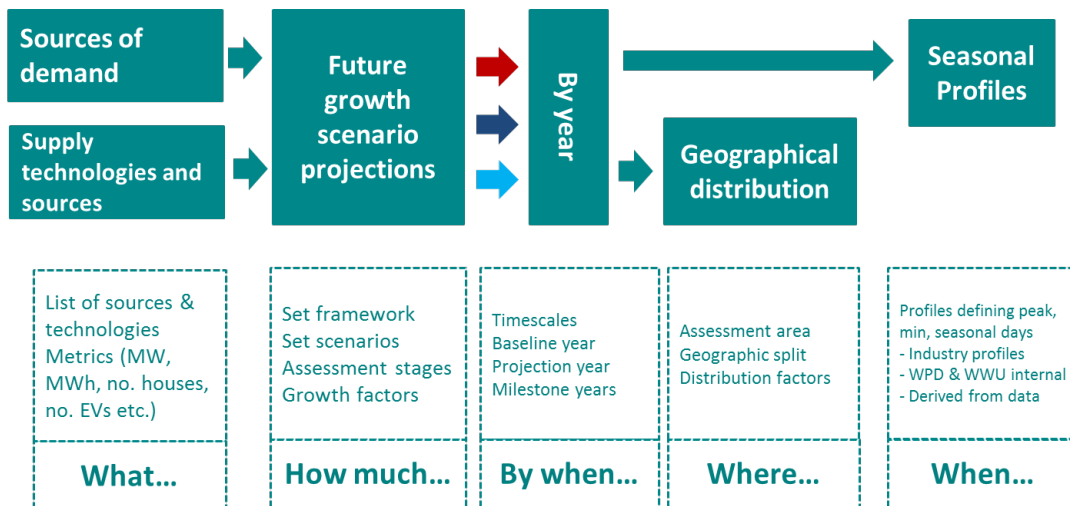 Sources of
demand
Supply
technologies and
sources
Future
growth
scenario
projections
By year
Geographical
distribution
Seasonal
Profiles
List of sources &
technologies
Metrics (MW,
MWh, no. houses,
no. EVs etc.)
What...
Set framework
Set scenarios
Assessment stages
Growth factors
How much...
Timescales
Baseline year
Projection year
Milestone years
By when...
Assessment area
Geographic split
Distribution factors
Where...
Profiles defining peak,
min, seasonal days
- Industry profiles
- WPD & WWU internal
- Derived from data
When...